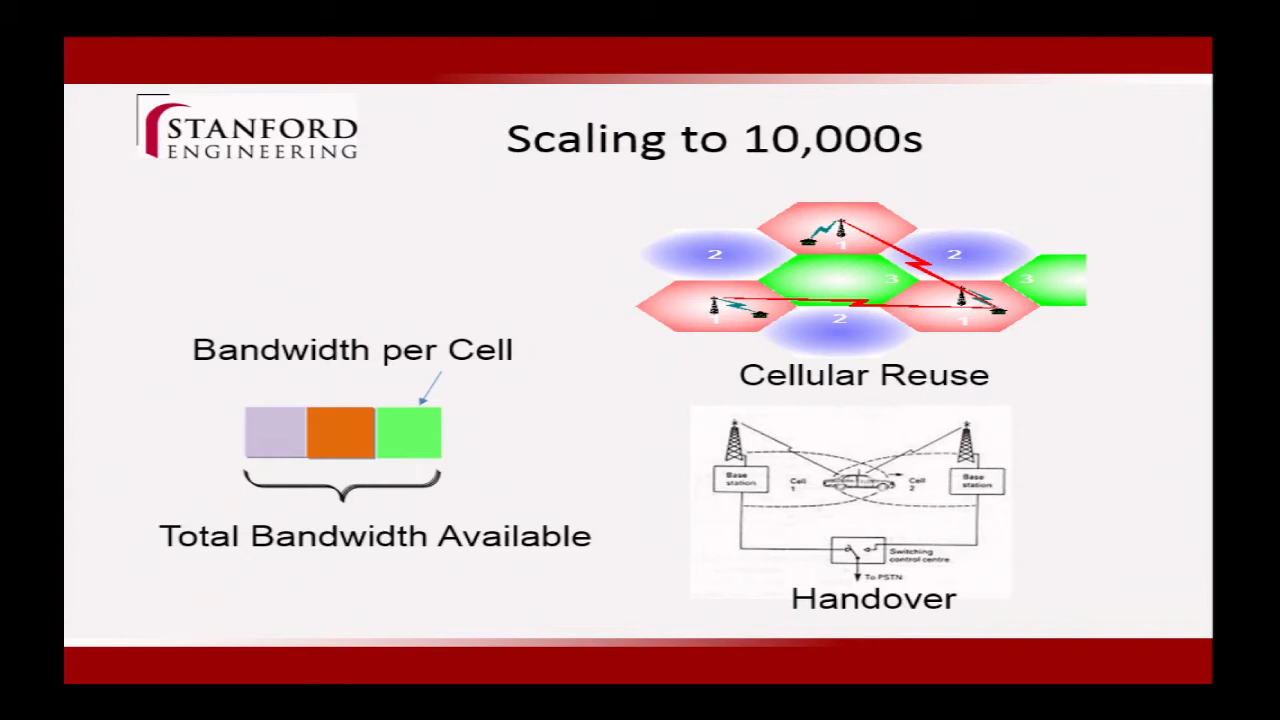 STANFORD
ENGINEERING
Scaling to 10,000s
1
2
2
3
3
1
1
2
Cellular Reuse
Bandwidth per Cell
Total Bandwidth Available
Base
station
Cell
1
Cell
2
Base
station
Switching
control centre
To PSTN
Handover